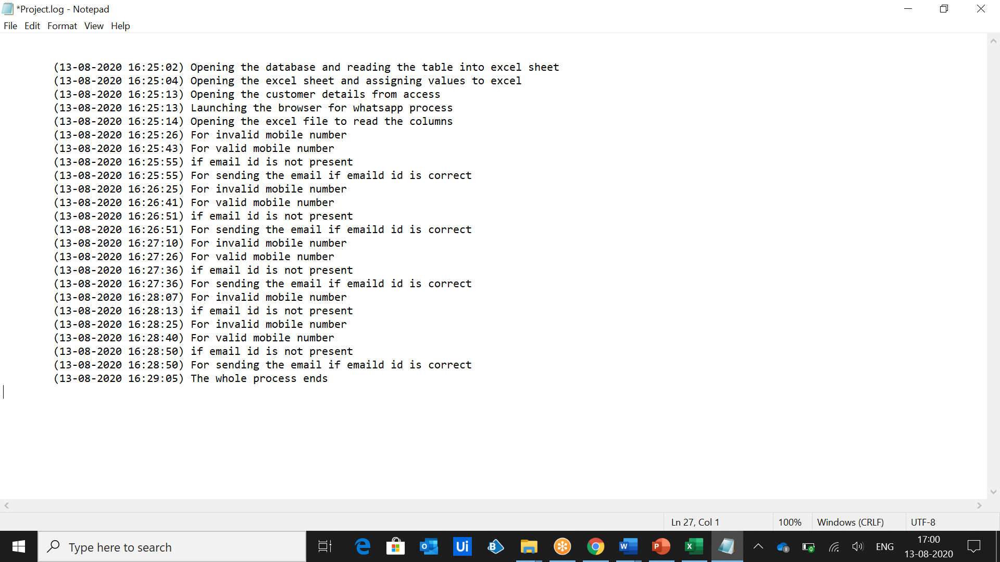 *Project.log - Notepad
File Edit Format View Help
(13-08-2020 16:25:02) Opening the database and reading the table into excel sheet
(13-08-2020 16:25:04) Opening the excel sheet and assigning values to excel
(13-08-2020 16:25:13) Opening the customer details from access
(13-08-2020 16:25:13) Launching the browser for whatsapp process
(13-08-2020 16:25:14) Opening the excel file to read the columns
(13-08-2020 16:25:26) For invalid mobile number
(13-08-2020 16:25:43) For valid mobile number
(13-08-2020 16:25:55) if email id is not present
(13-08-2020 16:25:55) For sending the email if emaild id is correct
(13-08-2020 16:26:25) For invalid mobile number
(13-08-2020 16:26:41) For valid mobile number
(13-08-2020 16:26:51) if email id is not present
(13-08-2020 16:26:51) For sending the email if emaild id is correct
(13-08-2020 16:27:10) For invalid mobile number
(13-08-2020 16:27:26) For valid mobile number
(13-08-2020 16:27:36) if email id is not present
(13-08-2020 16:27:36) For sending the email if emaild id is correct
(13-08-2020 16:28:07) For invalid mobile number
(13-08-2020 16:28:13) if email id is not present
(13-08-2020 16:28:25) For invalid mobile number
(13-08-2020 16:28:40) For valid mobile number
(13-08-2020 16:28:50) if email id is not present
(13-08-2020 16:28:50) For sending the email if emaild id is correct
(13-08-2020 16:29:05) The whole process ends
Ln 27, Col 1 100% Windows (CRLF) UTF-8
Type here to search
Ui
B
W
P
X
ENG
17:00
13-08-2020